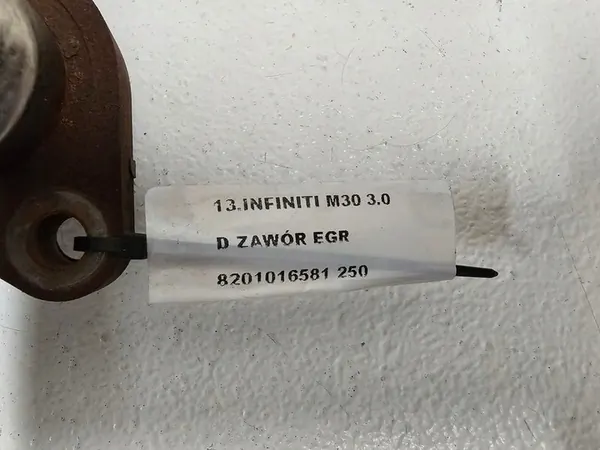 13.INFINITI M30 3.0
D ZAWÓR EGR
8201016581 250